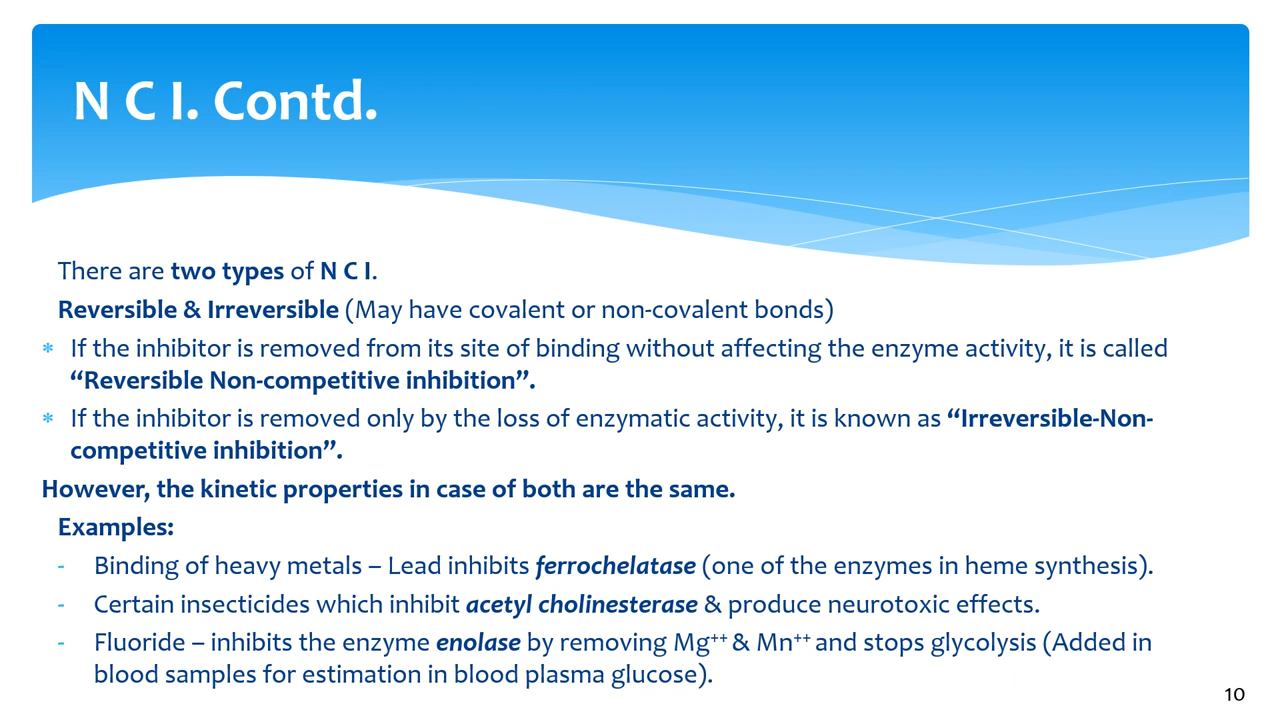 N C I. Contd.
There are two types of N C I.
Reversible & Irreversible (May have covalent or non-covalent bonds)
* If the inhibitor is removed from its site of binding without affecting the enzyme activity, it is called
“Reversible Non-competitive inhibition”.
* If the inhibitor is removed only by the loss of enzymatic activity, it is known as “Irreversible-Non-
competitive inhibition”.
However, the kinetic properties in case of both are the same.
Examples:
- Binding of heavy metals – Lead inhibits ferrochelatase (one of the enzymes in heme synthesis).
- Certain insecticides which inhibit acetyl cholinesterase & produce neurotoxic effects.
- Fluoride – inhibits the enzyme enolase by removing Mg⁺⁺ & Mn⁺⁺ and stops glycolysis (Added in
blood samples for estimation in blood plasma glucose).
10